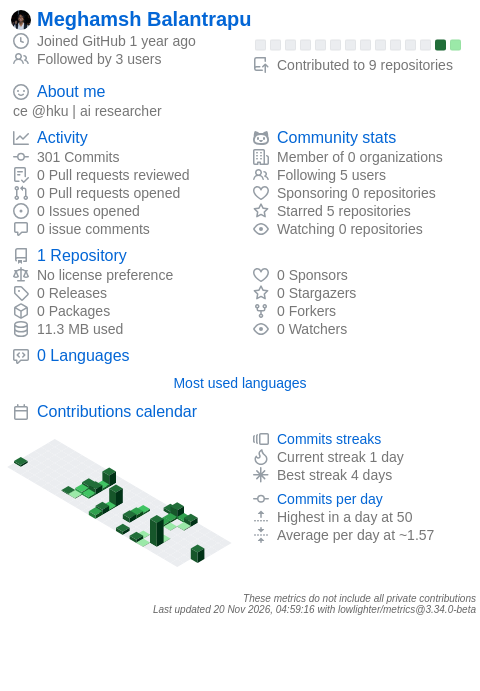 Meghamsh Balantrapu
Joined GitHub 1 year ago
Followed by 3 users
Contributed to 9 repositories
About me
ce @hku | ai researcher
Activity
301 Commits
0 Pull requests reviewed
0 Pull requests opened
0 Issues opened
0 issue comments
Community stats
Member of 0 organizations
Following 5 users
Sponsoring 0 repositories
Starred 5 repositories
Watching 0 repositories
1 Repository
No license preference
0 Releases
0 Packages
11.3 MB used
0 Sponsors
0 Stargazers
0 Forkers
0 Watchers
0 Languages
Most used languages
Contributions calendar
Commits streaks
Current streak 1 day
Best streak 4 days
Commits per day
Highest in a day at 50
Average per day at ~1.57
These metrics do not include all private contributions
Last updated 20 Nov 2026, 04:59:16 with lowlighter/metrics@3.34.0-beta